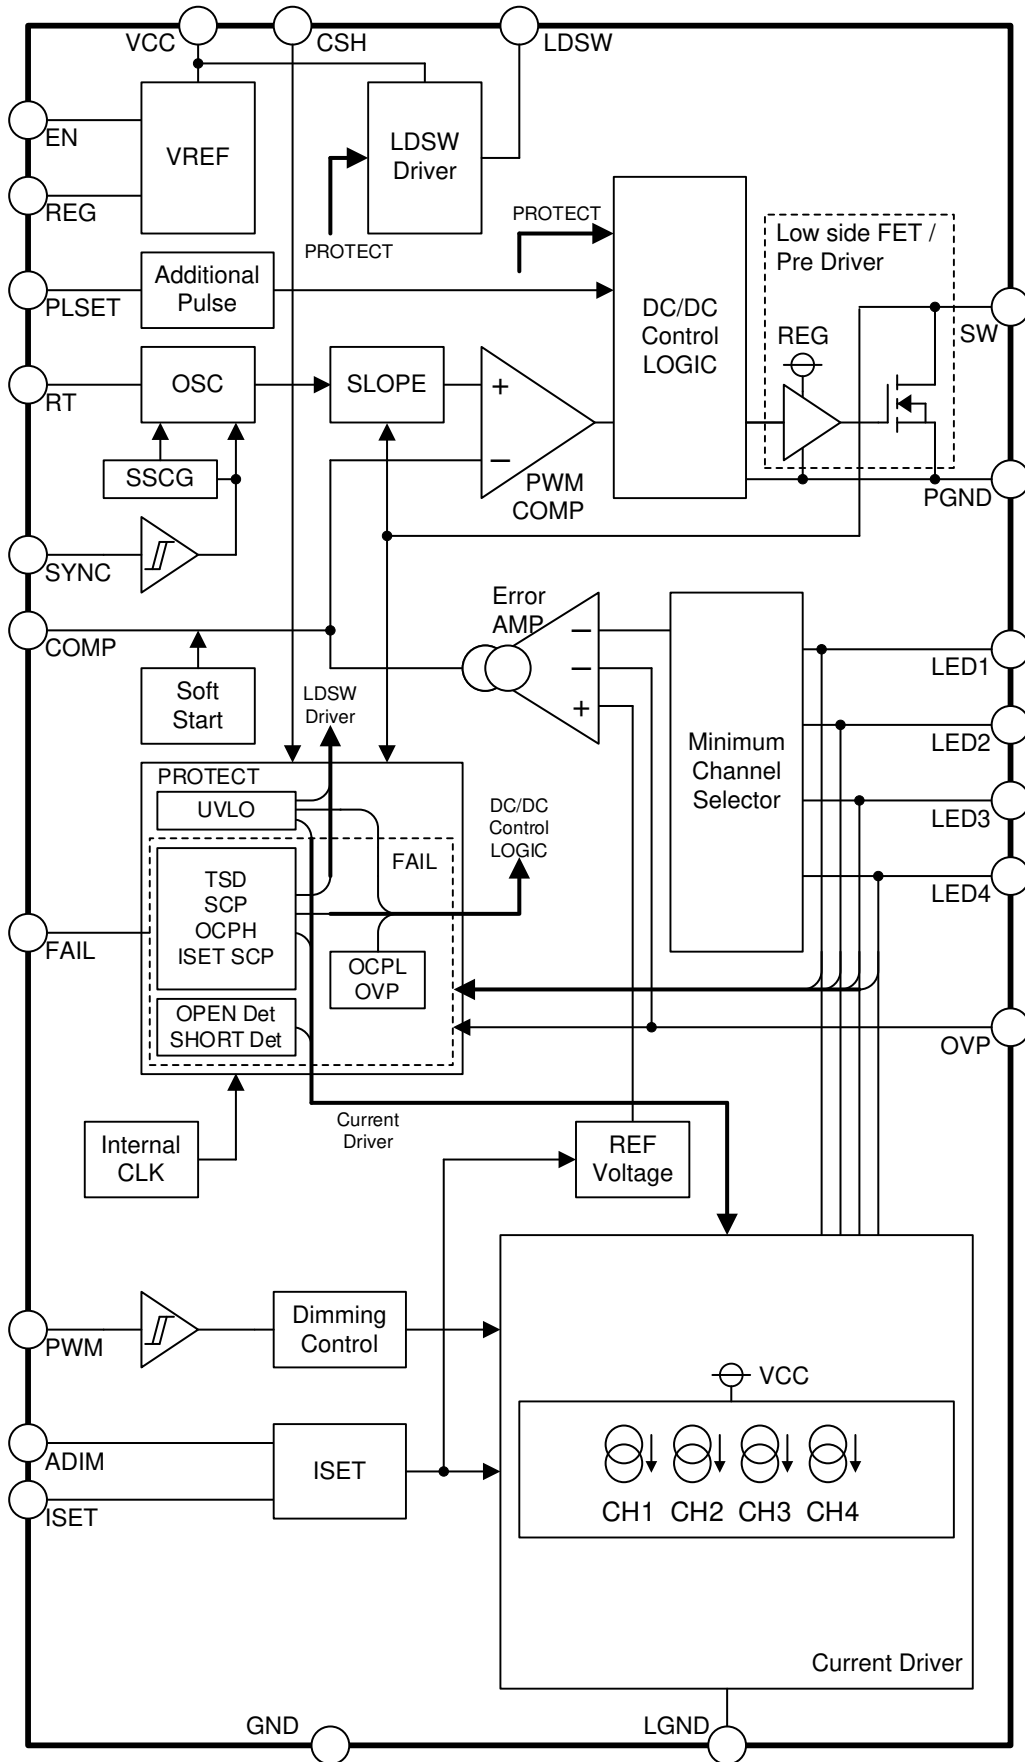 VCC
CSH
LDSW
EN
VREF
LDSW
Driver
REG
PROTECT
PROTECT
Low side FET /
Pre Driver
PLSET
Additional
Pulse
DC/DC
Control
LOGIC
REG
SW
RT
OSC
SLOPE
+
−
PWM
COMP
SSCG
PGND
SYNC
COMP
Error
AMP
−
−
+
Soft
Start
LDSW
Driver
Minimum
Channel
Selector
LED1
LED2
LED3
LED4
PROTECT
UVLO
DC/DC
Control
LOGIC
FAIL
TSD
SCP
OCPH
ISET SCP
FAIL
OCPL
OVP
OPEN Det
SHORT Det
OVP
Current
Driver
Internal
CLK
REF
Voltage
PWM
Dimming
Control
VCC
ADIM
ISET
ISET
CH1
CH2
CH3
CH4
Current Driver
GND
LGND